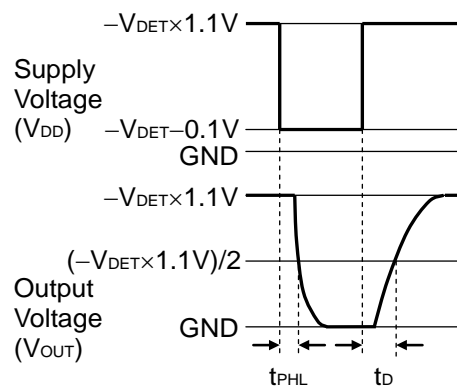 −VDET×1.1V
Supply
Voltage
(VDD)
−VDET−0.1V
GND
−VDET×1.1V
(−VDET×1.1V)/2
Output
Voltage
(VOUT)
GND
tPHL
tD